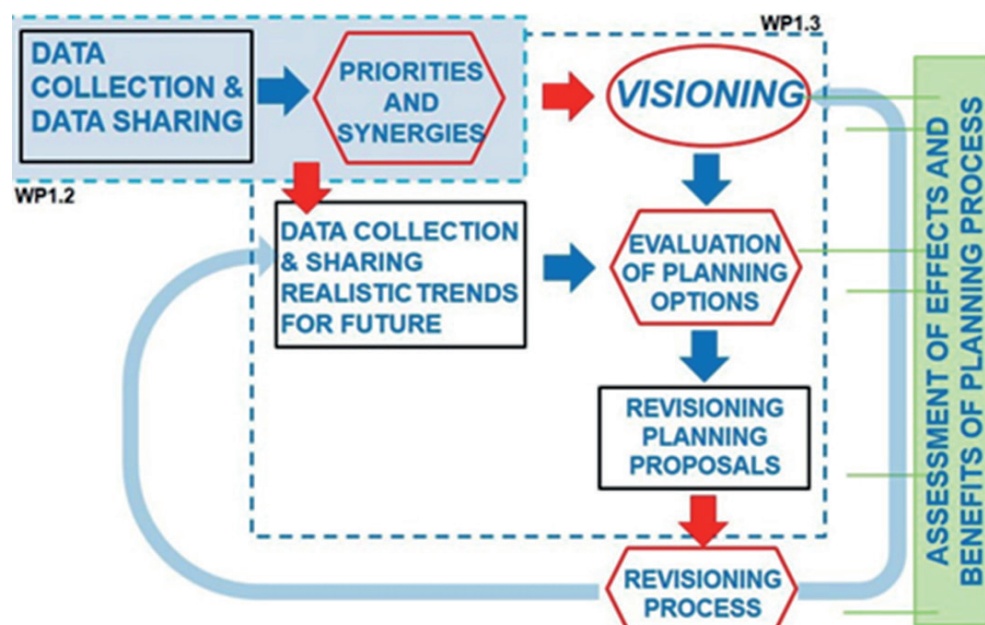 WP1.3
DATA
COLLECTION &
DATA SHARING
PRIORITIES
AND
SYNERGIES
VISIONING
WP1.2
DATA COLLECTION
& SHARING
REALISTIC TRENDS
FOR FUTURE
EVALUATION
OF PLANNING
OPTIONS
REVISIONING
PLANNING
PROPOSALS
REVISIONING
PROCESS
ASSESSMENT OF EFFECTS AND
BENEFITS OF PLANNING PROCESS